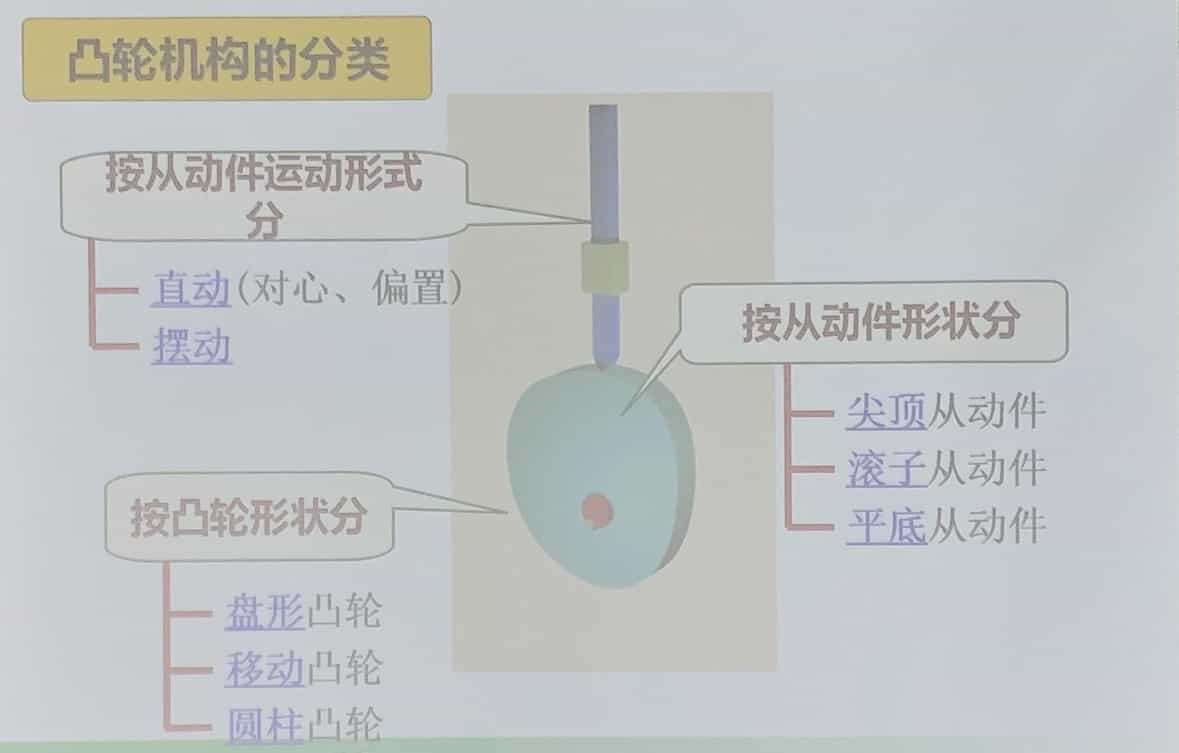 凸轮机构的分类
按从动件运动形式
分
直动(对心、偏置)
摆动
按从动件形状分
尖顶从动件
滚子从动件
平底从动件
按凸轮形状分
盘形凸轮
移动凸轮
圆柱凸轮